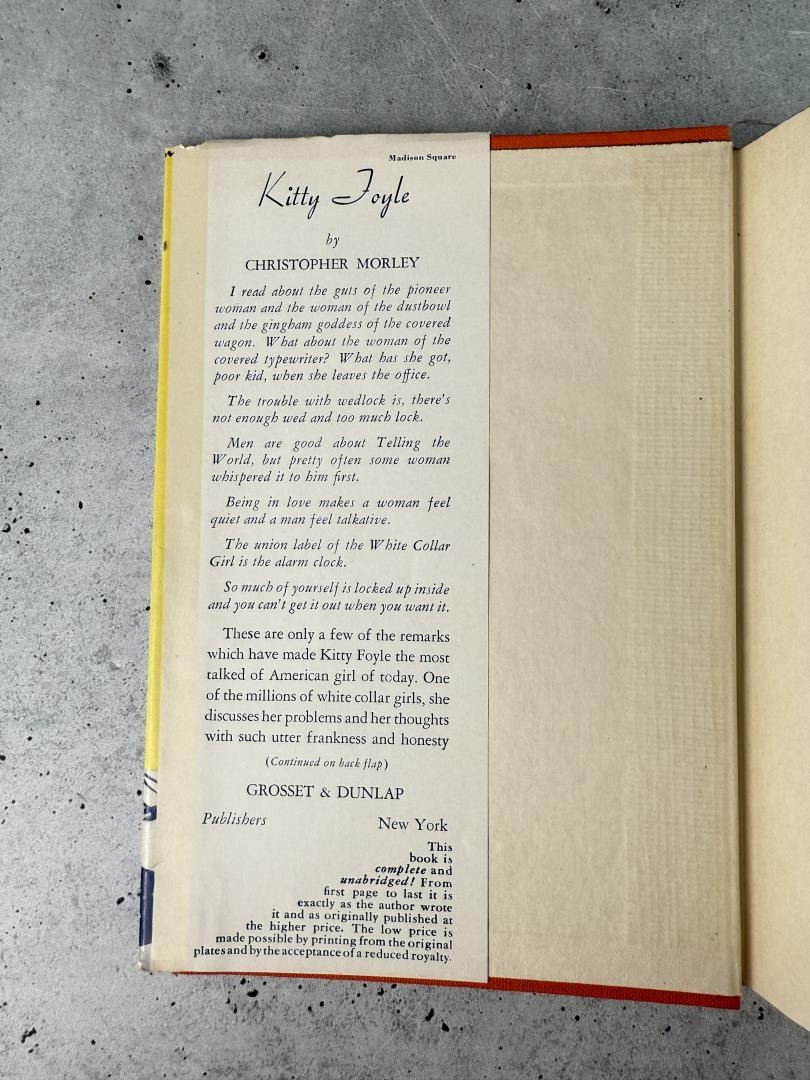 Madison Square
Kitty Foyle
by
CHRISTOPHER MORLEY
I read about the guts of the pioneer
woman and the woman of the dustbowl
and the gingham goddess of the covered
wagon. What about the woman of the
covered typewriter? What has she got,
poor kid, when she leaves the office.
The trouble with wedlock is, there's
not enough wed and too much lock.
Men are good about Telling the
World, but pretty often some woman
whispered it to him first.
Being in love makes a woman feel
quiet and a man feel talkative.
The union label of the White Collar
Girl is the alarm clock.
So much of yourself is locked up inside
and you can't get it out when you want it.
These are only a few of the remarks
which have made Kitty Foyle the most
talked of American girl of today. One
of the millions of white collar girls, she
discusses her problems and her thoughts
with such utter frankness and honesty
(Continued on back flap)
GROSSET & DUNLAP
Publishers New York
This
book is
complete and
unabridged! From
first page to last it is
exactly as the author wrote
it and as originally published at
the higher price. The low price is
made possible by printing from the original
plates and by the acceptance of a reduced royalty.